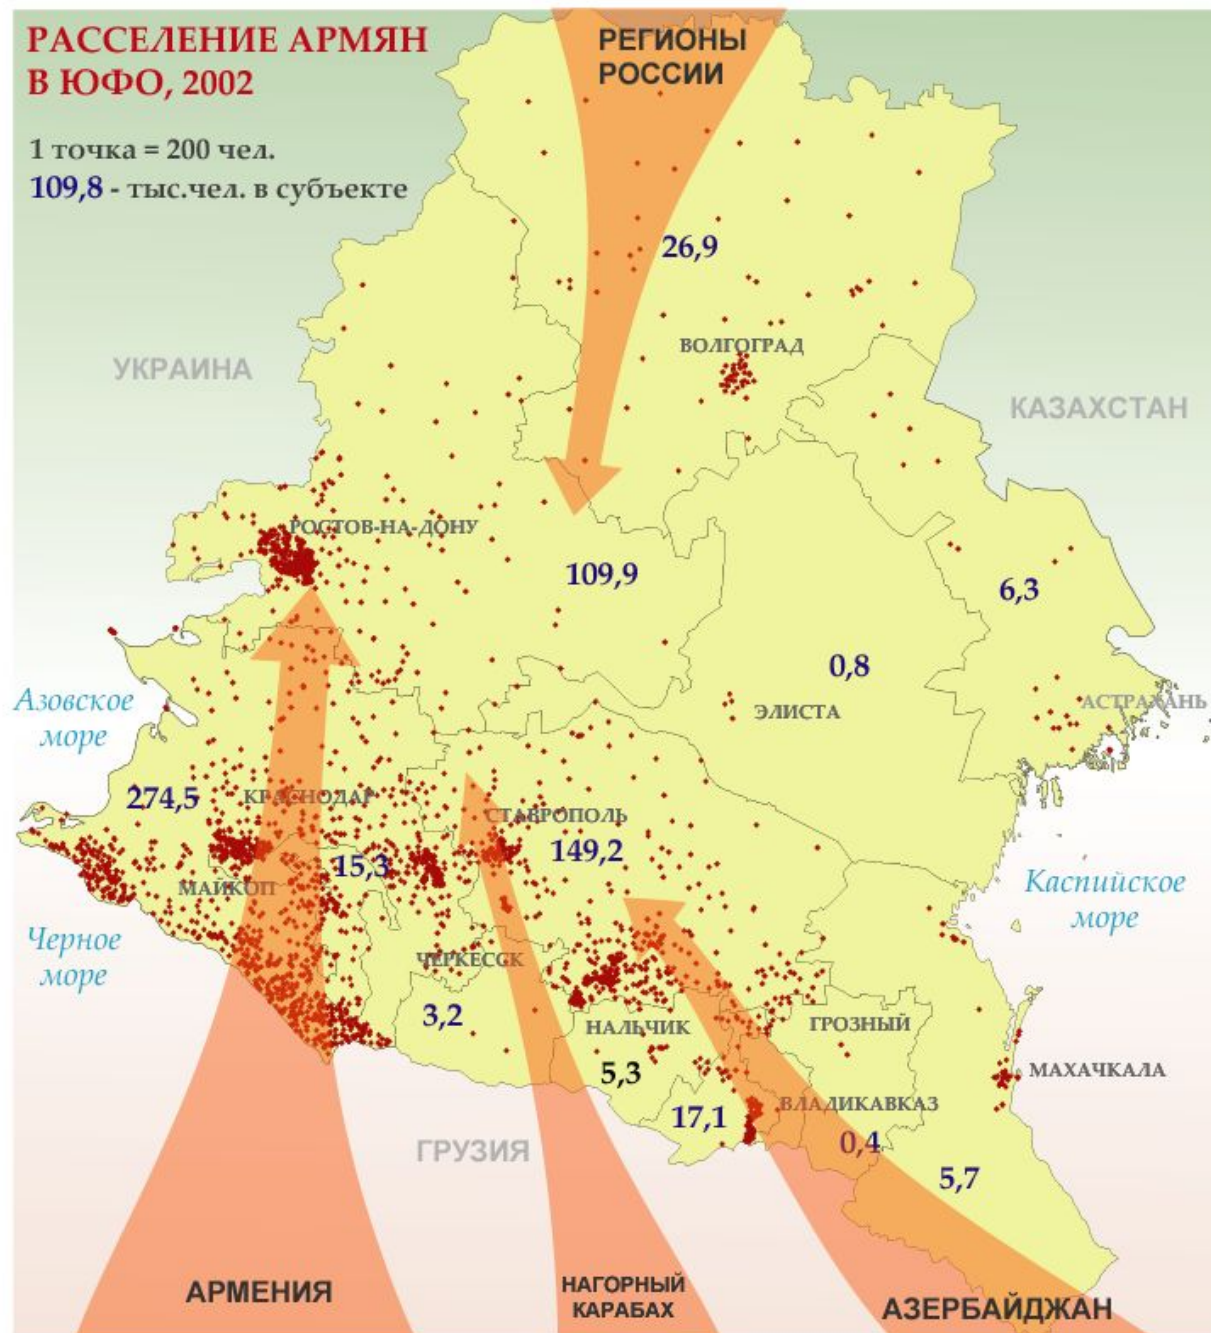 РАССЕЛЕНИЕ АРМЯН
В ЮФО, 2002
1 точка = 200 чел.
109,8 - тыс.чел. в субъекте
РЕГИОНЫ
РОССИИ
26,9
ВОЛГОГРАД
УКРАИНА
КАЗАХСТАН
РОСТОВ-НА-ДОНУ
109,9
6,3
0,8
Азовское
море
ЭЛИСТА
АСТРАХАНЬ
274,5
КРАСНОДАР
СТАВРОПОЛЬ
149,2
15,3
МАЙКОП
Каспийское
море
Черное
море
ЧЕРКЕССК
3,2
НАЛЬЧИК
ГРОЗНЫЙ
5,3
МАХАЧКАЛА
17,1
ВЛАДИКАВКАЗ
0,4
ГРУЗИЯ
5,7
АРМЕНИЯ
НАГОРНЫЙ
КАРАБАХ
АЗЕРБАЙДЖАН